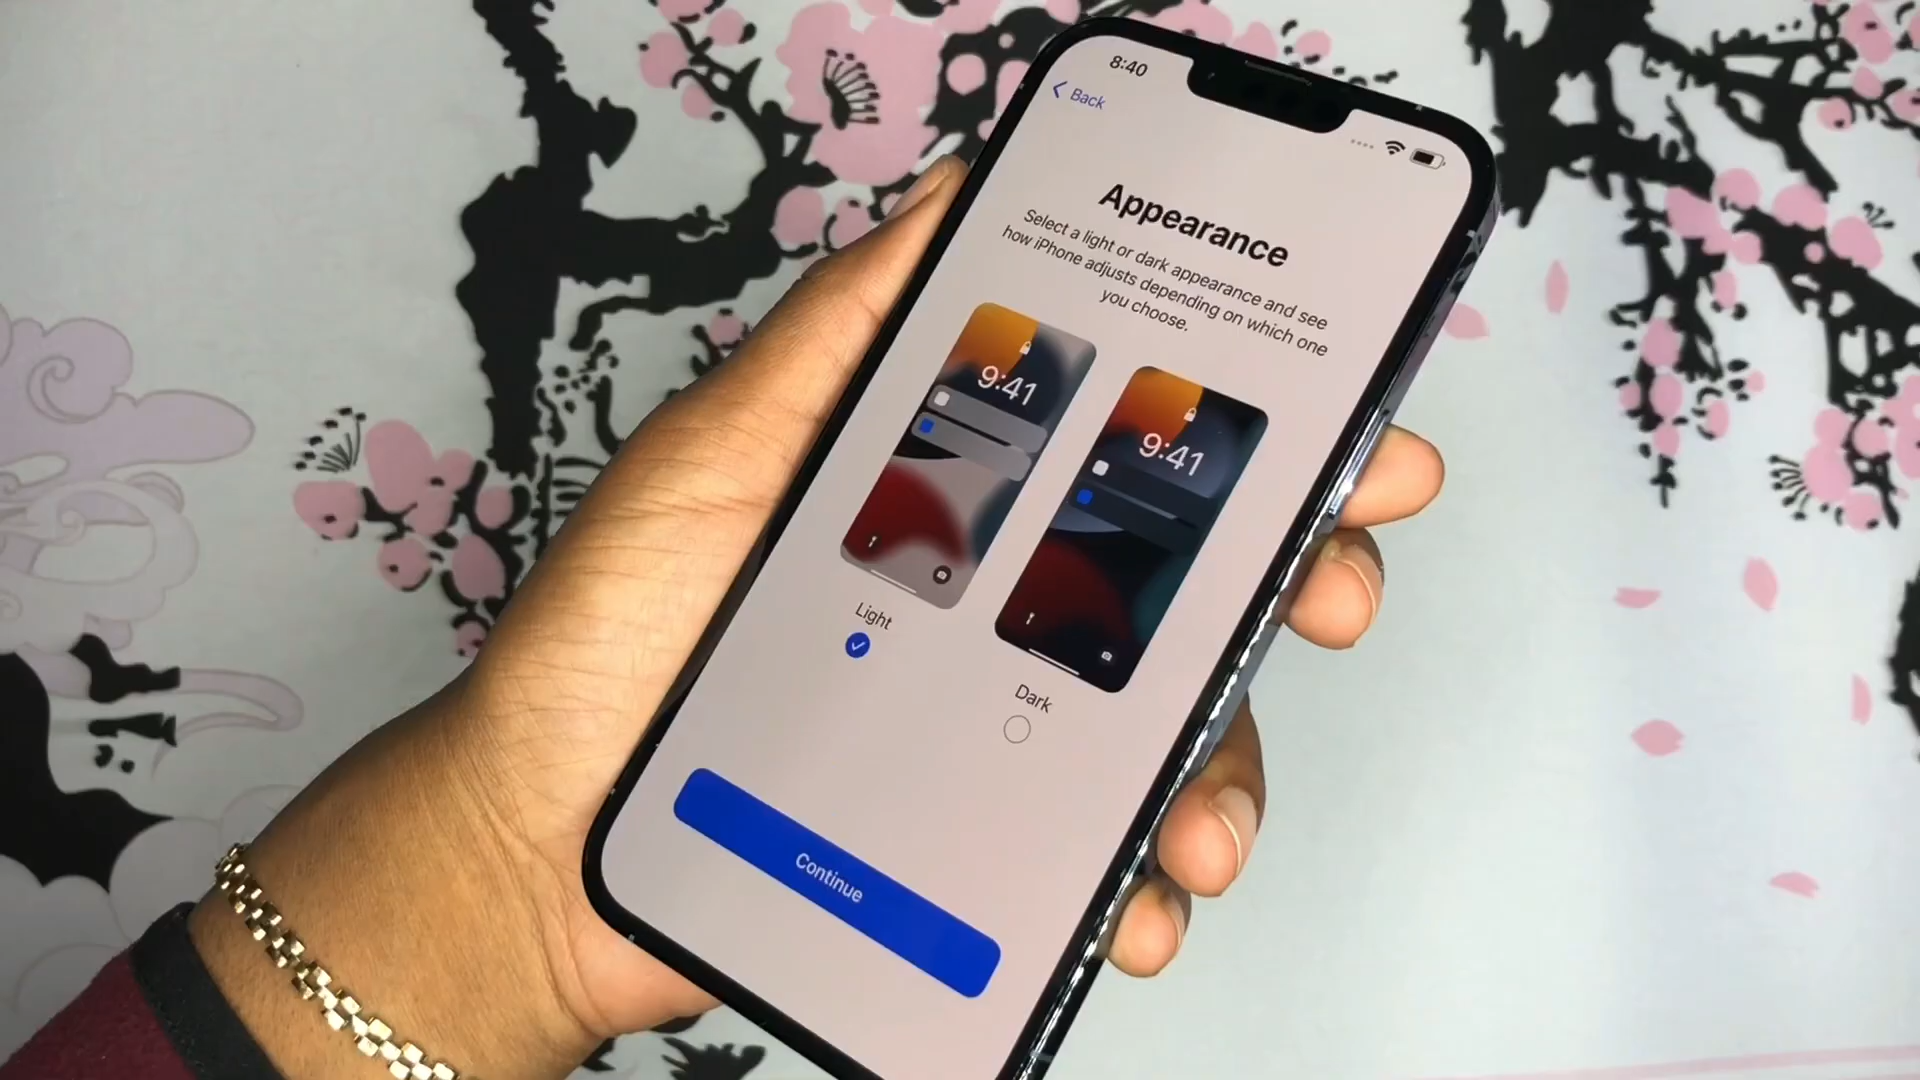 8:40
Back
Appearance
Select a light or dark appearance and see
how iPhone adjusts depending on which one
you choose.
9:41
9:41
Light
Dark
Continue